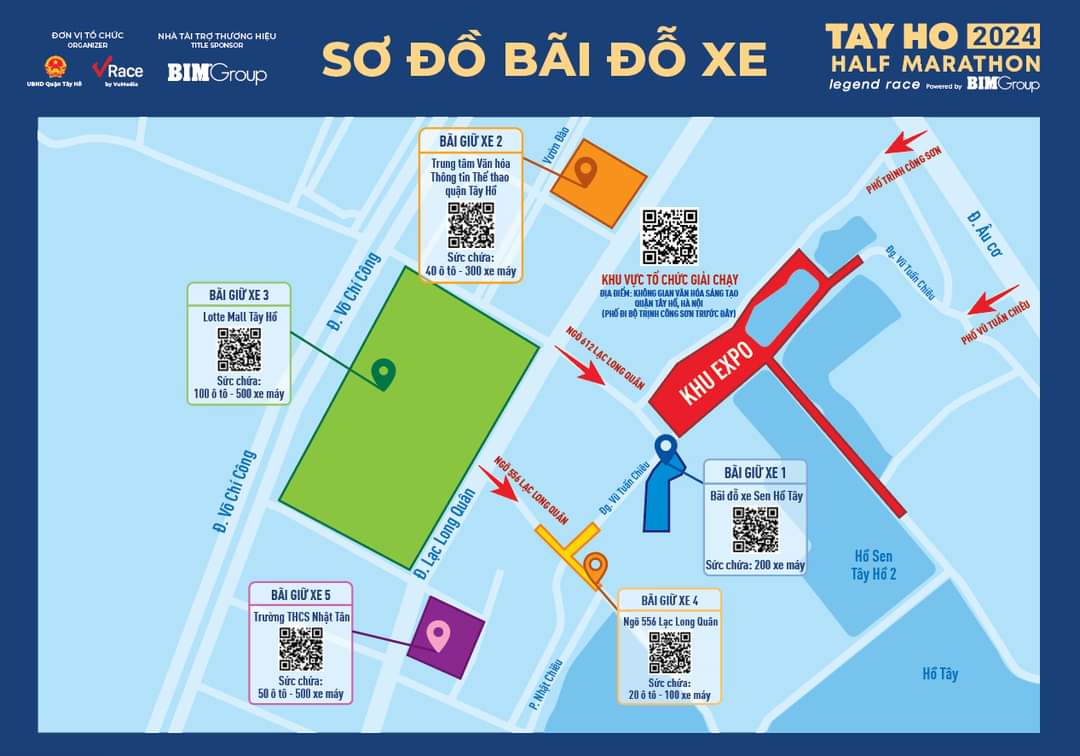 ĐƠN VỊ TỔ CHỨC
ORGANIZER
UBND Quận Tây Hồ
VRace
by VuMedia
NHÀ TÀI TRỢ THƯƠNG HIỆU
TITLE SPONSOR
BIMGroup
SƠ ĐỒ BÃI ĐỖ XE
TAY HO 2024
HALF MARATHON
legend race Powered by BIMGroup
BÃI GIỮ XE 2
Trung tâm Văn hóa
Thông tin Thể thao
quận Tây Hồ
Sức chứa:
40 ô tô - 300 xe máy
Vườn Đào
PHỐ TRỊNH CÔNG SƠN
Đ. Âu cơ
Đg. Vũ Tuấn Chiêu
PHỐ VŨ TUẤN CHIÊU
KHU VỰC TỔ CHỨC GIẢI CHẠY
ĐỊA ĐIỂM: KHÔNG GIAN VĂN HÓA SÁNG TẠO
QUẬN TÂY HỒ, HÀ NỘI
(PHỐ ĐI BỘ TRỊNH CÔNG SƠN TRƯỚC ĐÂY)
Đ. Võ Chí Công
BÃI GIỮ XE 3
Lotte Mall Tây Hồ
Sức chứa:
100 ô tô - 500 xe máy
NGÕ 612 LẠC LONG QUÂN
KHU EXPO
Đ. Võ Chí Công
NGÕ 556 LẠC LONG QUÂN
Đg. Vũ Tuấn Chiêu
BÃI GIỮ XE 1
Bãi đỗ xe Sen Hồ Tây
Sức chứa: 200 xe máy
Đ. Lạc Long Quân
Hồ Sen
Tây Hồ 2
BÃI GIỮ XE 5
Trường THCS Nhật Tân
Sức chứa:
50 ô tô - 500 xe máy
BÃI GIỮ XE 4
Ngõ 556 Lạc Long Quân
Sức chứa:
20 ô tô - 100 xe máy
P. Nhật Chiêu
Hồ Tây